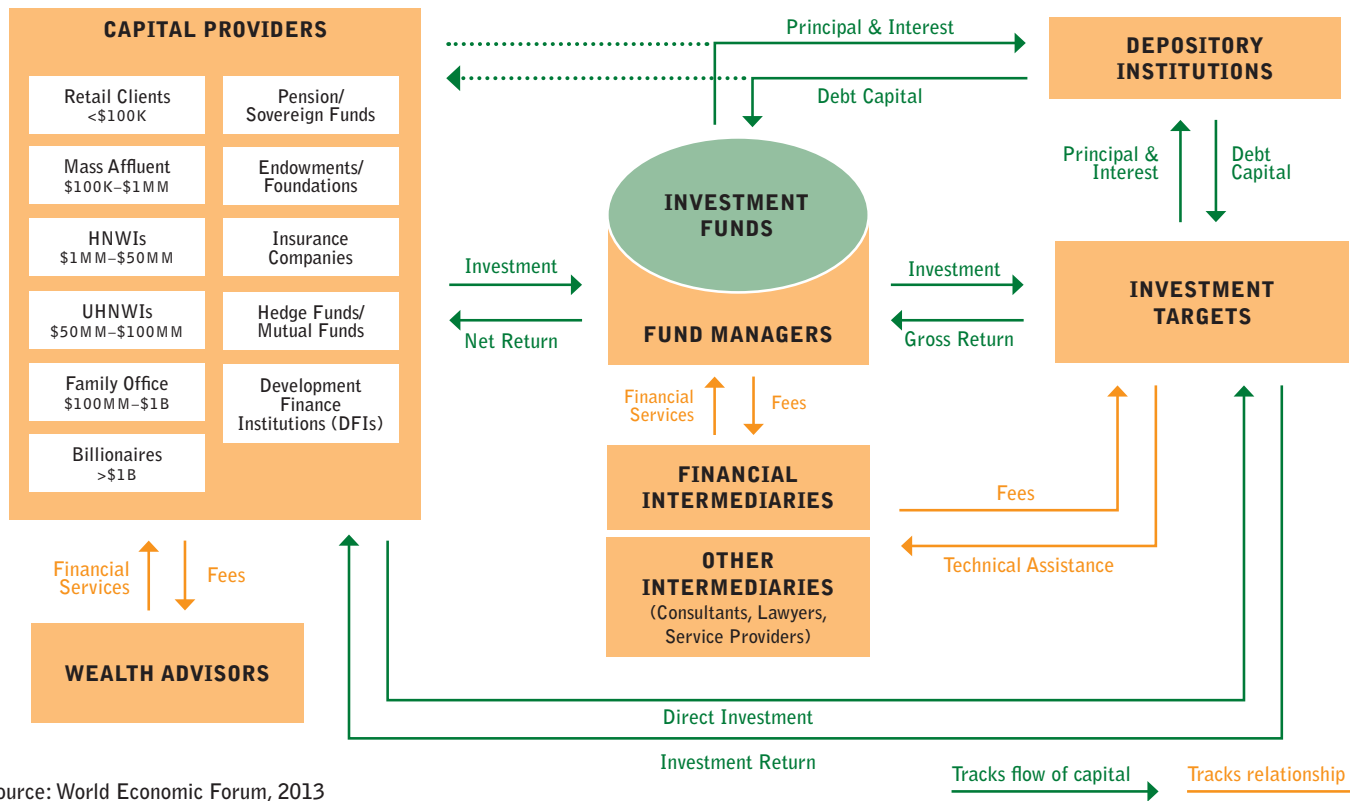 CAPITAL PROVIDERS
Retail Clients
<$100K
Mass Affluent
$100K–$1MM
HNWIs
$1MM–$50MM
UHNWIs
$50MM–$100MM
Family Office
$100MM–$1B
Billionaires
>$1B
Pension/
Sovereign Funds
Endowments/
Foundations
Insurance
Companies
Hedge Funds/
Mutual Funds
Development
Finance
Institutions (DFIs)
Principal & Interest
Debt Capital
DEPOSITORY
INSTITUTIONS
Principal &
Interest
Debt
Capital
INVESTMENT
FUNDS
FUND MANAGERS
Investment
Net Return
Investment
Gross Return
INVESTMENT
TARGETS
Financial
Services
Fees
FINANCIAL
INTERMEDIARIES
OTHER
INTERMEDIARIES
(Consultants, Lawyers,
Service Providers)
Fees
Technical Assistance
Financial
Services
Fees
WEALTH ADVISORS
Direct Investment
Investment Return
Tracks flow of capital
Tracks relationship
ource: World Economic Forum, 2013